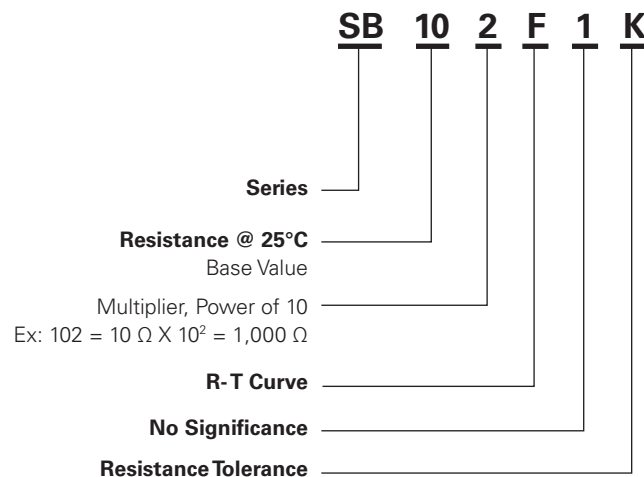 SB 10 2 F 1 K
Series
Resistance @ 25°C
Base Value
Multiplier, Power of 10
Ex: 102 = 10 Ω X 10² = 1,000 Ω
R-T Curve
No Significance
Resistance Tolerance